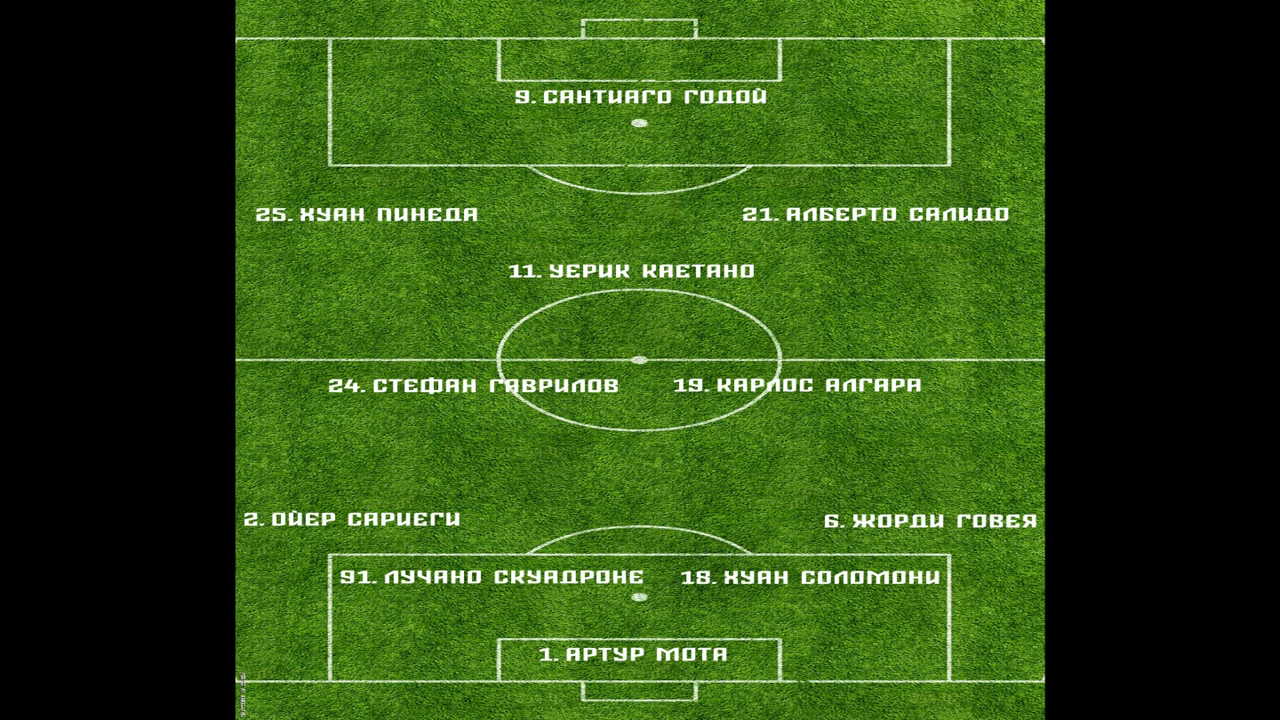 9. САНТИАГО ГОДОЙ
25. ХУАН ПИНЕДА
21. АЛБЕРТО САЛИДО
11. УЕРИК КАЕТАНО
24. СТЕФАН ГАВРИЛОВ
19. КАРЛОС АЛГАРА
2. ОЙЕР САРИЕГИ
6. ЖОРДИ ГОВЕЯ
91. ЛУЧАНО СКУАДРОНЕ
18. ХУАН СОЛОМОНИ
1. АРТУР МОТА